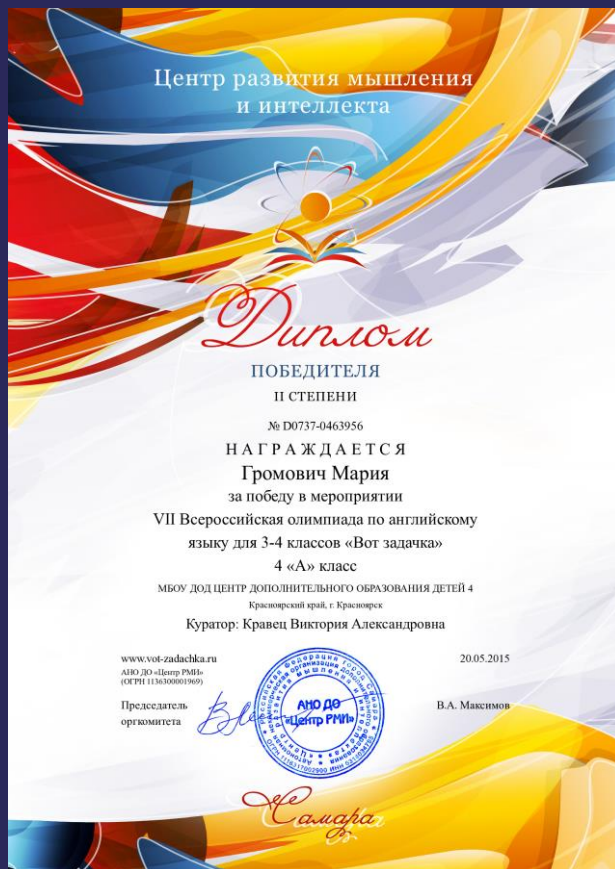 Центр развития мышления
и интеллекта
Диплом
ПОБЕДИТЕЛЯ
II СТЕПЕНИ
№ D0737-0463956
НАГРАЖДАЕТСЯ
Громович Мария
за победу в мероприятии
VII Всероссийская олимпиада по английскому
языку для 3-4 классов «Вот задачка»
4 «А» класс
МБОУ ДОД ЦЕНТР ДОПОЛНИТЕЛЬНОГО ОБРАЗОВАНИЯ ДЕТЕЙ 4
Красноярский край, г. Красноярск
Куратор: Кравец Виктория Александровна
www.vot-zadachka.ru
20.05.2015
АНО ДО «Центр РМИ»
(ОГРН 1136300001969)
Председатель
оргкомитета
В.А. Максимов
АНО ДО
«Центр РМИ»
Самара